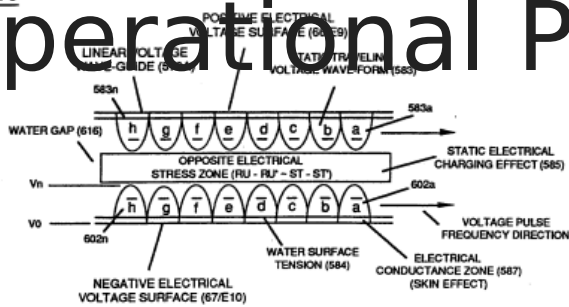 perational P
POSITIVE ELECTRICAL
VOLTAGE SURFACE (66/E9)
LINEAR VOLTAGE
STATIC TRAVELING
VOLTAGE WAVE-FORM (583)
583n
583a
h g f e d c b a
WATER GAP (616)
OPPOSITE ELECTRICAL
STRESS ZONE (RU - RU' ~ ST - ST')
STATIC ELECTRICAL
CHARGING EFFECT (585)
Vn
602a
h g f e d c b a
V0
602n
VOLTAGE PULSE
FREQUENCY DIRECTION
WATER SURFACE
TENSION (584)
ELECTRICAL
CONDUCTANCE ZONE (587)
(SKIN EFFECT)
NEGATIVE ELECTRICAL
VOLTAGE SURFACE (67/E10)